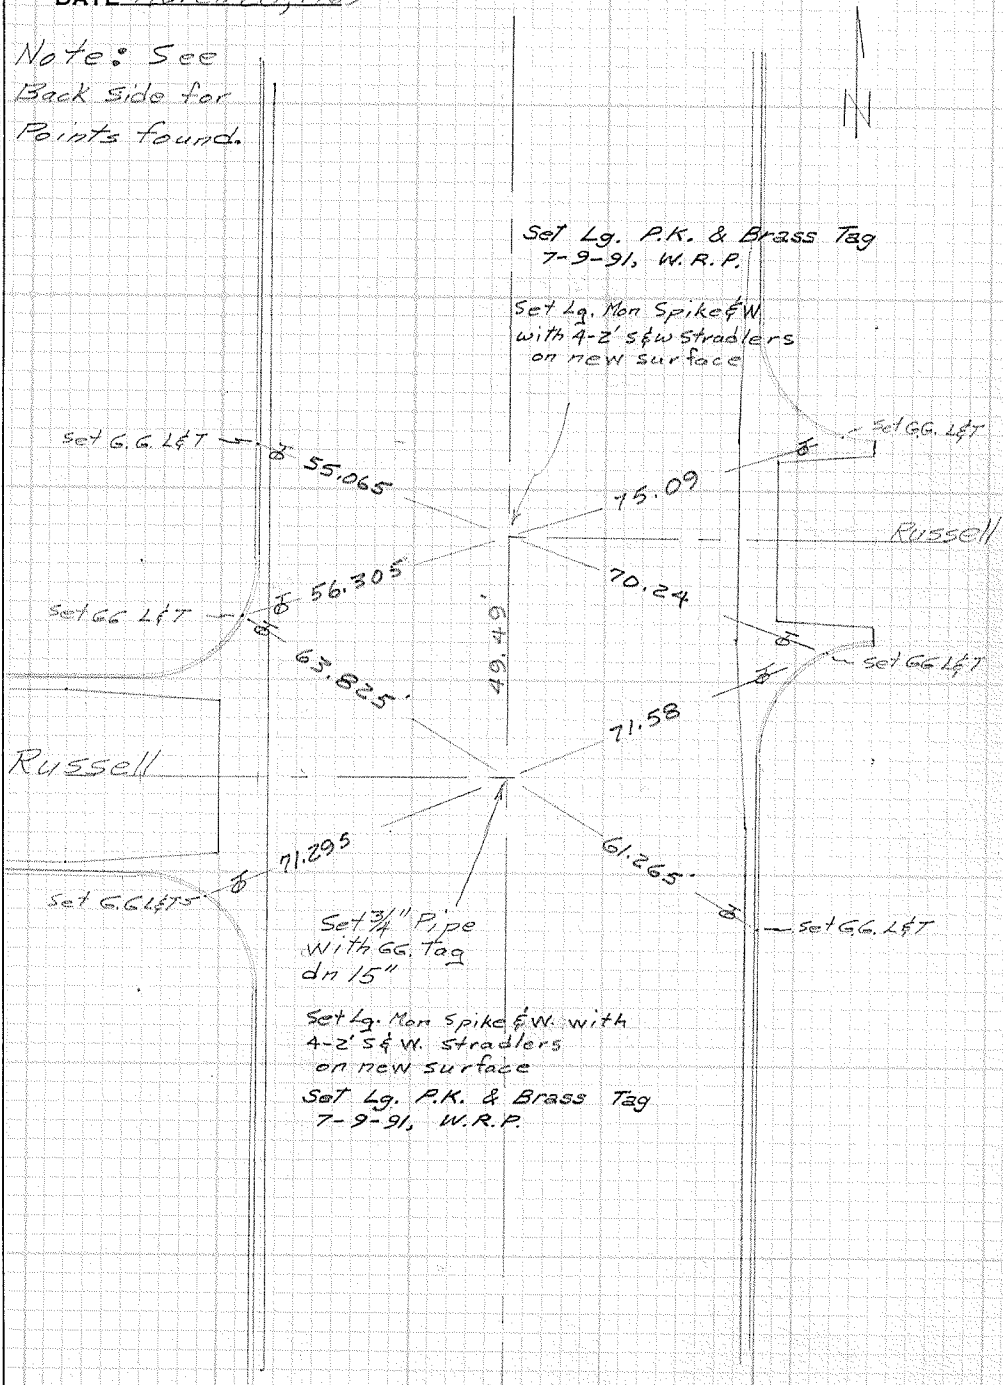 DATE
Note: See
Back Side for
Points found.
N
Set Lg. P.K. & Brass Tag
7-9-91, W.R.P.
Set Lg. Mon Spike & W
with 4-2' S & W Stradlers
on new surface
Set G.G. L&T
55.065
75.09
Set G.G. L&T
Russell
56.305'
70.24
Set GG L&T
49.49'
63.825'
Set GG L&T
71.58
Russell
71.295
61.265'
Set G.G L&T
Set 3/4" Pipe
With GG. Tag
dn 15"
Set G.G. L&T
Set Lg. Mon Spike & W. with
4-2' S & W. Stradlers
on new surface
Set Lg. P.K. & Brass Tag
7-9-91, W.R.P.